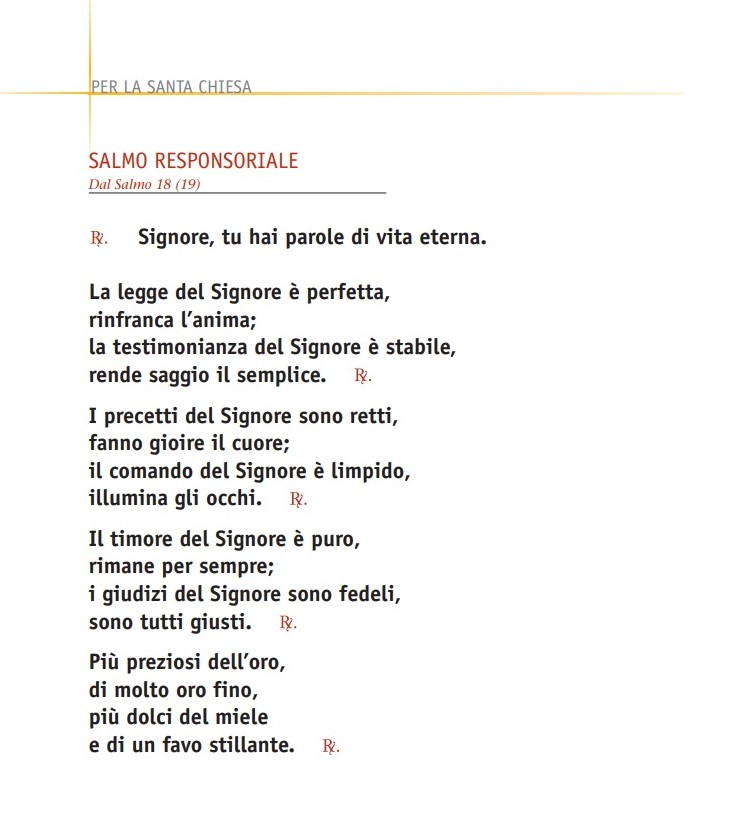 PER LA SANTA CHIESA
SALMO RESPONSORIALE
Dal Salmo 18 (19)
℟. Signore, tu hai parole di vita eterna.
La legge del Signore è perfetta,
rinfranca l’anima;
la testimonianza del Signore è stabile,
rende saggio il semplice. ℟.
I precetti del Signore sono retti,
fanno gioire il cuore;
il comando del Signore è limpido,
illumina gli occhi. ℟.
Il timore del Signore è puro,
rimane per sempre;
i giudizi del Signore sono fedeli,
sono tutti giusti. ℟.
Più preziosi dell’oro,
di molto oro fino,
più dolci del miele
e di un favo stillante. ℟.